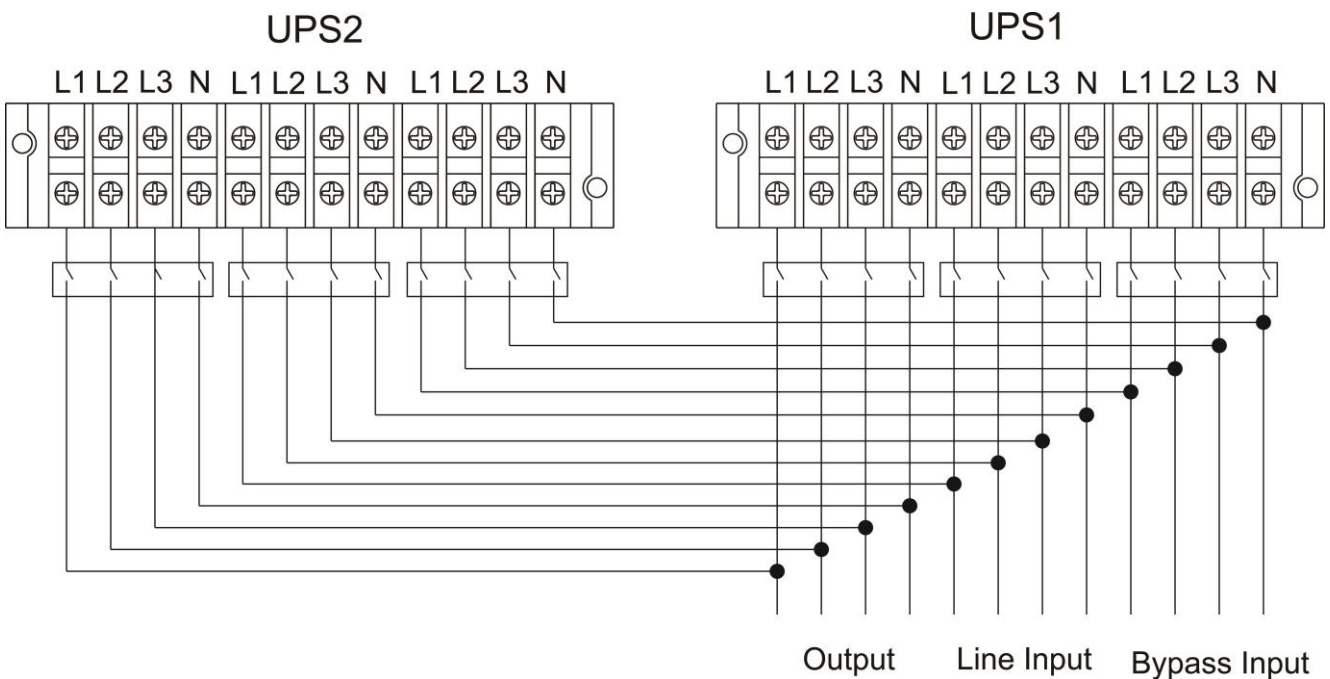 UPS2
UPS1
L1 L2 L3 N L1 L2 L3 N L1 L2 L3 N
L1 L2 L3 N L1 L2 L3 N L1 L2 L3 N
Output
Line Input
Bypass Input